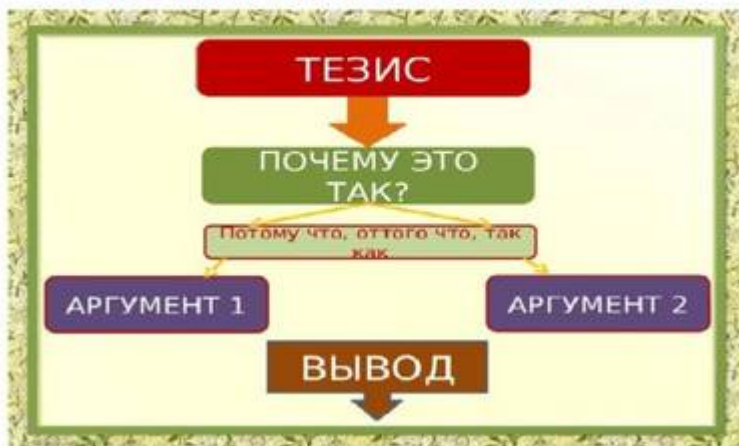 ТЕЗИС
ПОЧЕМУ ЭТО
ТАК?
Потому что, оттого что, так
как
АРГУМЕНТ 1
АРГУМЕНТ 2
ВЫВОД